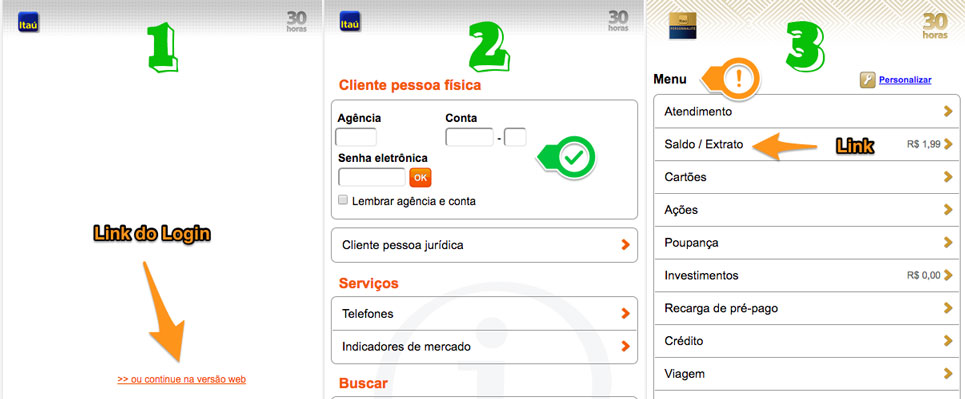 Itaú
30
horas
1
Link do Login
>> ou continue na versão web
Itaú
30
horas
2
Cliente pessoa física
Agência Conta
-
Senha eletrônica
OK
Lembrar agência e conta
Cliente pessoa jurídica
Serviços
Telefones
Indicadores de mercado
Buscar
Itaú
PERSONNALITÉ
30
horas
3
Menu ! Personalizar
Atendimento
Saldo / Extrato Link R$ 1,99
Cartões
Ações
Poupança
Investimentos R$ 0,00
Recarga de pré-pago
Crédito
Viagem